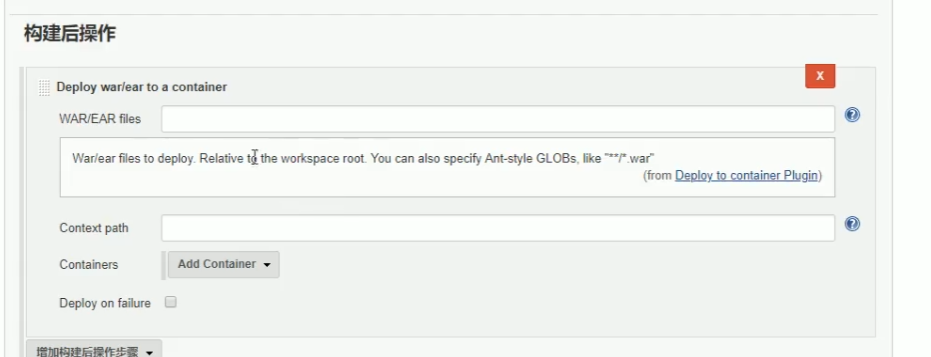 构建后操作
X
Deploy war/ear to a container
WAR/EAR files
War/ear files to deploy. Relative to the workspace root. You can also specify Ant-style GLOBs, like "**/*.war"
(from Deploy to container Plugin)
Context path
Containers
Add Container
Deploy on failure
增加构建后操作步骤